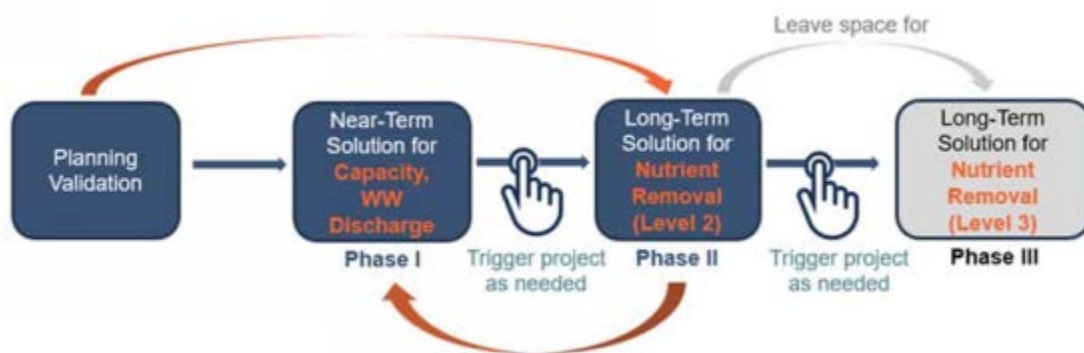 Leave space for
Planning
Validation
Near-Term
Solution for
Capacity,
WW
Discharge
Phase I
Trigger project
as needed
Long-Term
Solution for
Nutrient
Removal
(Level 2)
Phase II
Trigger project
as needed
Long-Term
Solution for
Nutrient
Removal
(Level 3)
Phase III